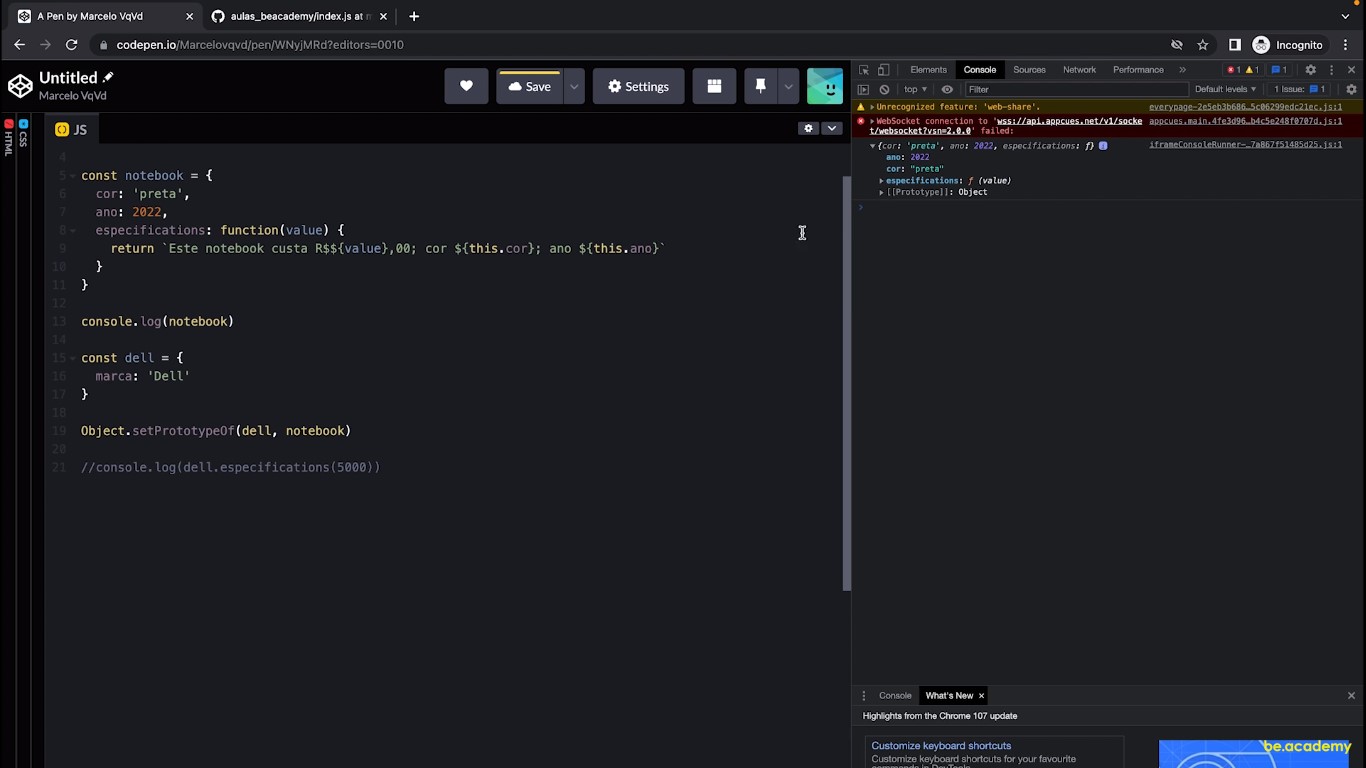 A Pen by Marcelo VqVd
aulas_beacademy/index.js at m
codepen.io/Marcelovqvd/pen/WNyjMRd?editors=0010
Incognito
Untitled
Marcelo VqVd
Save
Settings
HTML
CSS
JS
4
5 const notebook = {
6 cor: 'preta',
7 ano: 2022,
8 especifications: function(value) {
9 return `Este notebook custa R$${value},00; cor ${this.cor}; ano ${this.ano}`
10 }
11 }
12
13 console.log(notebook)
14
15 const dell = {
16 marca: 'Dell'
17 }
18
19 Object.setPrototypeOf(dell, notebook)
20
21 //console.log(dell.especifications(5000))
Elements Console Sources Network Performance » 1 1 1
top Filter Default levels 1 Issue: 1
Unrecognized feature: 'web-share'. everypage-2e5eb3b686…5c06299edc21ec.js:1
WebSocket connection to 'wss://api.appcues.net/v1/socke appcues.main.4fe3d96…b4c5e248f0707d.js:1
t/websocket?vsn=2.0.0' failed:
{cor: 'preta', ano: 2022, especifications: ƒ} iframeConsoleRunner-…7aB67f51485d25.js:1
ano: 2022
cor: "preta"
especifications: ƒ (value)
[[Prototype]]: Object
Console What's New
Highlights from the Chrome 107 update
Customize keyboard shortcuts
Customize keyboard shortcuts for your favourite
commands in DevTools
be.academy